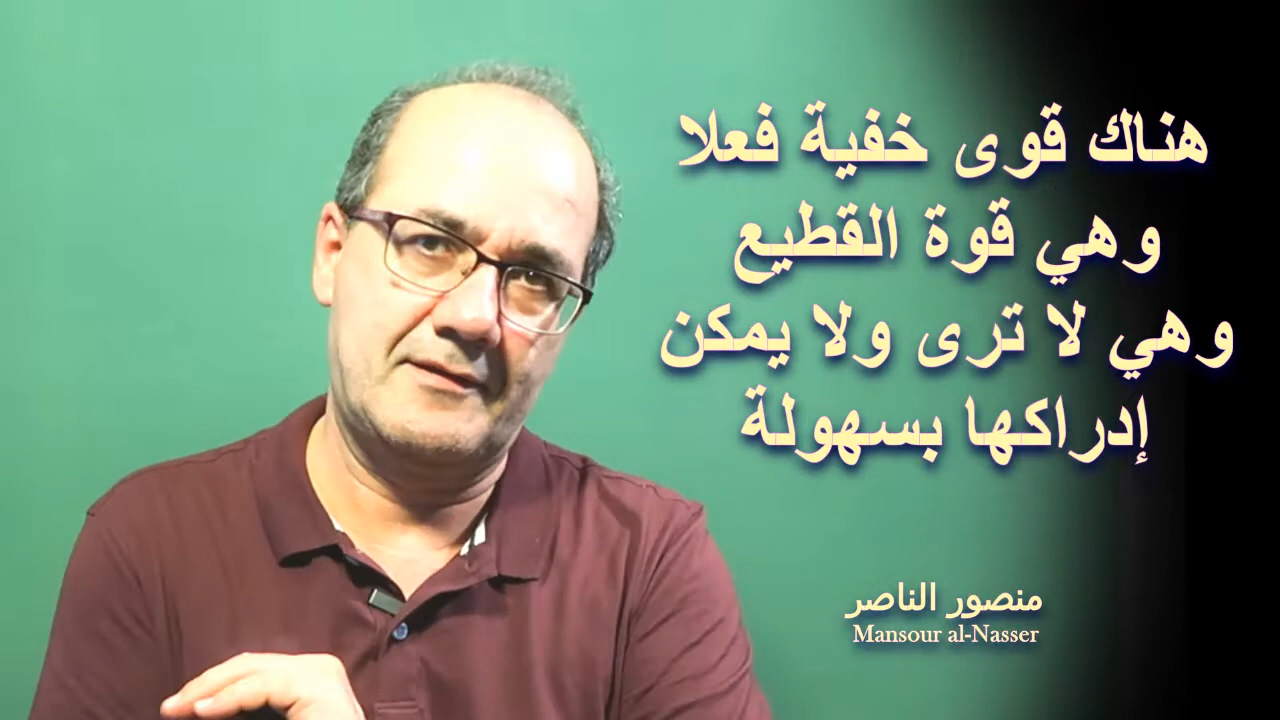 هناك قوى خفية فعلا
وهي قوة القطيع
وهي لا ترى ولا يمكن
إدراكها بسهولة
منصور الناصر
Mansour al-Nasser